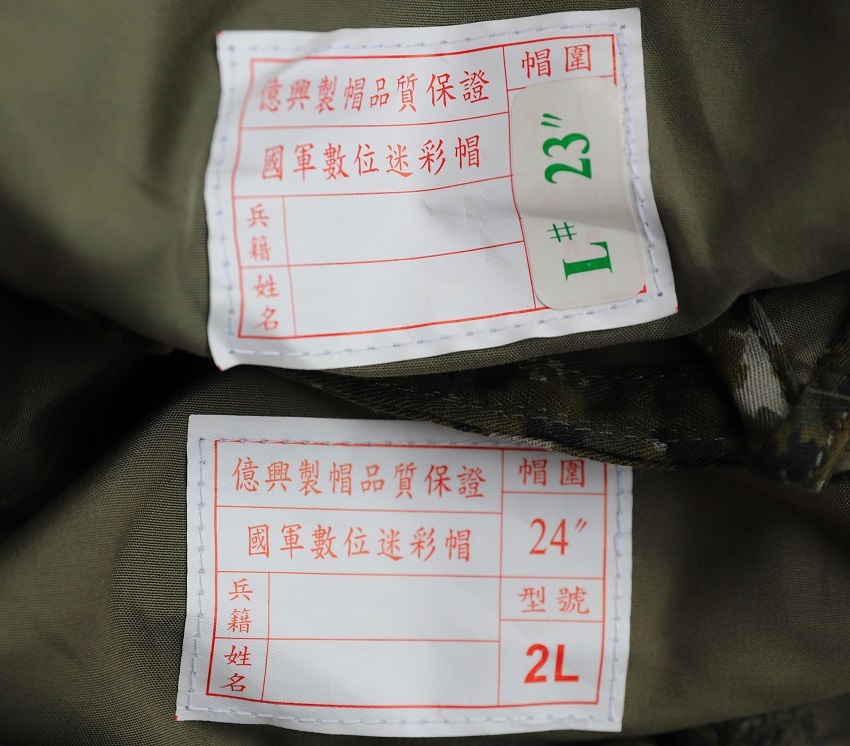 億興製帽品質保證
帽圍
國軍數位迷彩帽
L# 23"
兵籍
姓名
億興製帽品質保證
帽圍
國軍數位迷彩帽
24"
兵籍
型號
姓名
2L